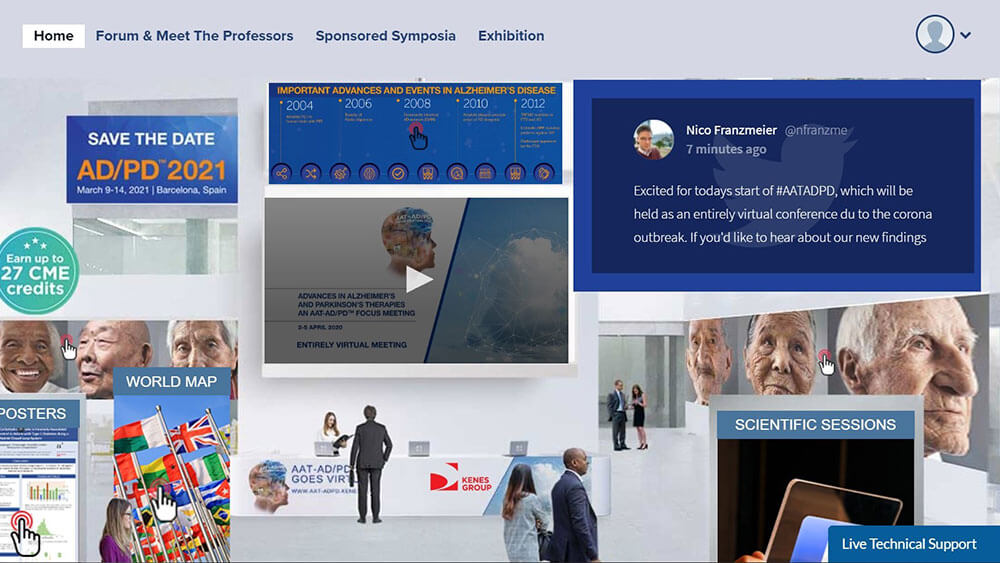 Home
Forum & Meet The Professors
Sponsored Symposia
Exhibition
IMPORTANT ADVANCES AND EVENTS IN ALZHEIMER'S DISEASE
2004
2006
2008
2010
2012
SAVE THE DATE
AD/PD™ 2021
March 9-14, 2021 | Barcelona, Spain
Earn up to
27 CME
credits
AAT-AD/PD
ADVANCES IN ALZHEIMER'S
AND PARKINSON'S THERAPIES
AN AAT-AD/PD™ FOCUS MEETING
2-5 APRIL 2020
ENTIRELY VIRTUAL MEETING
Nico Franzmeier @nfranzme
7 minutes ago
Excited for todays start of #AATADPD, which will be
held as an entirely virtual conference du to the corona
outbreak. If you'd like to hear about our new findings
POSTERS
WORLD MAP
AAT-AD/PD
GOES VIRT
WWW.AAT-ADPD.KENE
KENES
GROUP
SCIENTIFIC SESSIONS
Live Technical Support